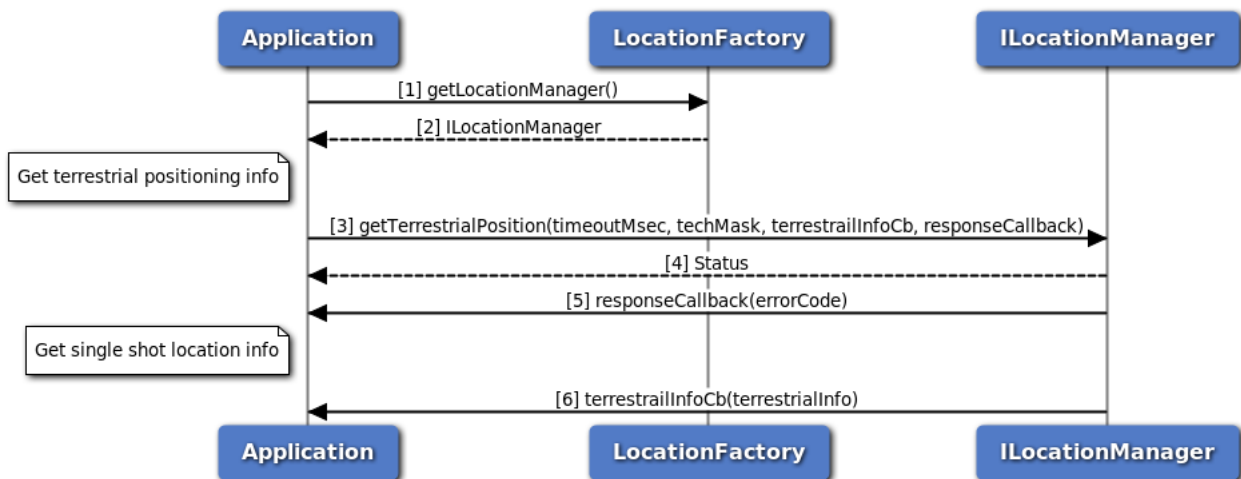 Application LocationFactory ILocationManager
[1] getLocationManager()
[2] ILocationManager
Get terrestrial positioning info
[3] getTerrestrialPosition(timeoutMsec, techMask, terrestrailInfoCb, responseCallback)
[4] Status
[5] responseCallback(errorCode)
Get single shot location info
[6] terrestrailInfoCb(terrestrialInfo)
Application LocationFactory ILocationManager